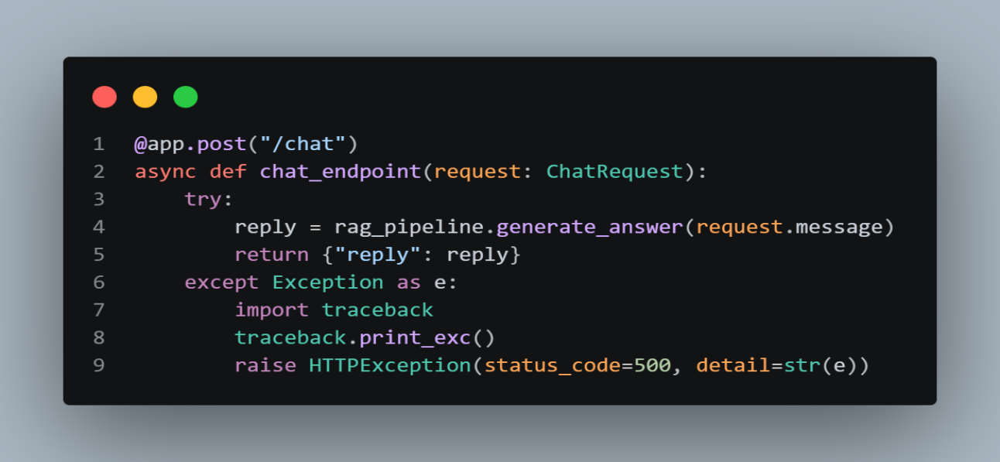 1 @app.post("/chat")
2 async def chat_endpoint(request: ChatRequest):
3     try:
4         reply = rag_pipeline.generate_answer(request.message)
5         return {"reply": reply}
6     except Exception as e:
7         import traceback
8         traceback.print_exc()
9         raise HTTPException(status_code=500, detail=str(e))